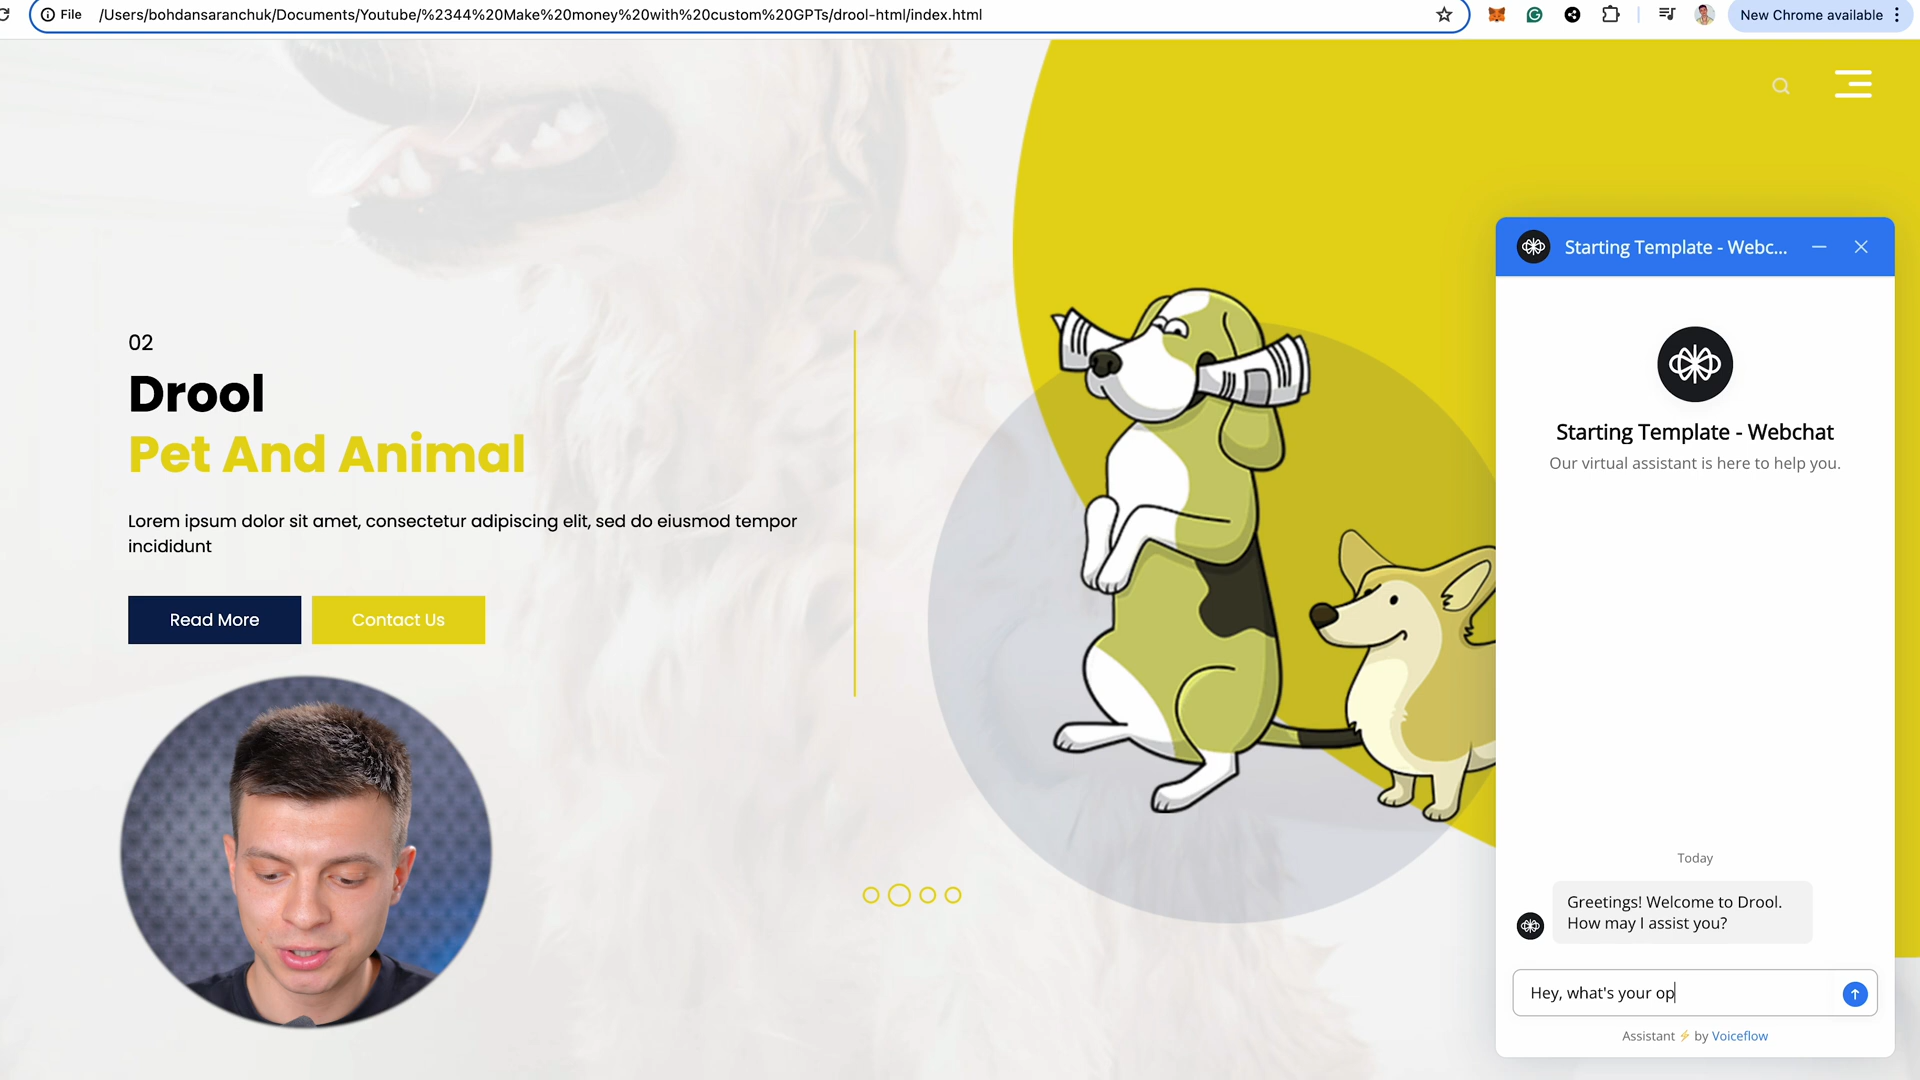 File
/Users/bohdansaranchuk/Documents/Youtube/%2344%20Make%20money%20with%20custom%20GPTs/drool-html/index.html
New Chrome available
02
Drool
Pet And Animal
Lorem ipsum dolor sit amet, consectetur adipiscing elit, sed do eiusmod tempor
incididunt
Read More
Contact Us
Starting Template - Webc...
Starting Template - Webchat
Our virtual assistant is here to help you.
Today
Greetings! Welcome to Drool.
How may I assist you?
Hey, what's your op
Assistant ⚡ by Voiceflow